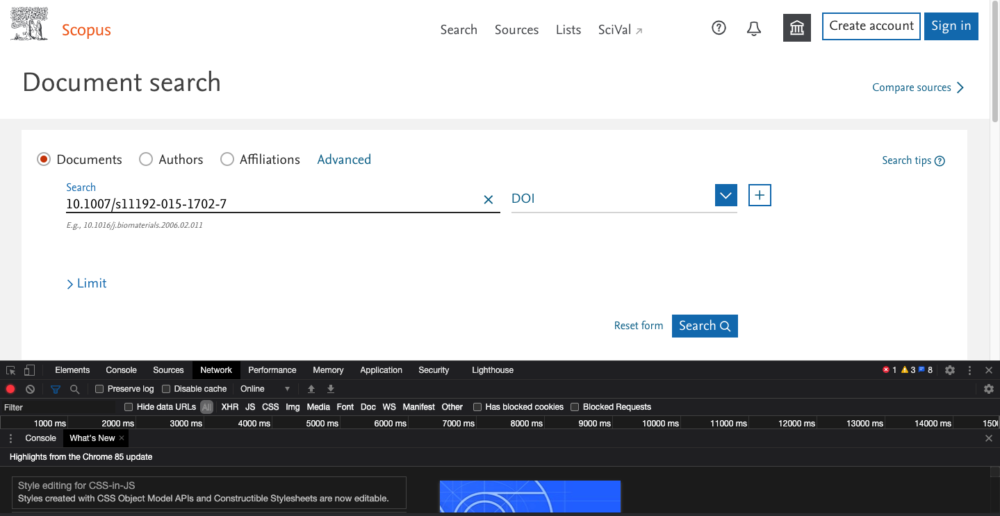 Scopus
Search Sources Lists SciVal ↗
Create account
Sign in
Document search
Compare sources
Documents Authors Affiliations Advanced
Search tips
Search
10.1007/s11192-015-1702-7
DOI
E.g., 10.1016/j.biomaterials.2006.02.011
Limit
Reset form
Search
Elements Console Sources Network Performance Memory Application Security Lighthouse 1 3 8
Preserve log Disable cache Online
Filter Hide data URLs All XHR JS CSS Img Media Font Doc WS Manifest Other Has blocked cookies Blocked Requests
1000 ms 2000 ms 3000 ms 4000 ms 5000 ms 6000 ms 7000 ms 8000 ms 9000 ms 10000 ms 11000 ms 12000 ms 13000 ms 14000 ms 150
Console What's New ×
Highlights from the Chrome 85 update
Style editing for CSS-in-JS
Styles created with CSS Object Model APIs and Constructible Stylesheets are now editable.